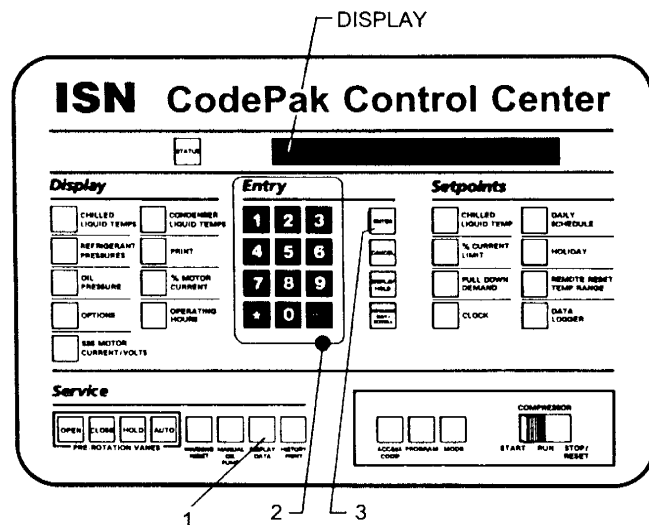 DISPLAY
ISN CodePak Control Center
STATUS
Display
Entry
Setpoints
CHILLED LIQUID TEMPS
CONDENSER LIQUID TEMPS
REFRIGERANT PRESSURES
PRINT
OIL PRESSURE
% MOTOR CURRENT
OPTIONS
OPERATING HOURS
SSS MOTOR CURRENT/VOLTS
1 2 3
4 5 6
7 8 9
* 0
ENTER
CANCEL
DISPLAY HOLD
CHILLED LIQUID TEMP
DAILY SCHEDULE
% CURRENT LIMIT
HOLIDAY
PULL DOWN DEMAND
REMOTE RESET TEMP RANGE
CLOCK
DATA LOGGER
Service
OPEN CLOSE HOLD AUTO
PRE ROTATION VANES
WARNING RESET
MANUAL OIL PUMP
DISPLAY DATA
HISTORY PRINT
ACCESS CODE
PROGRAM
MODE
COMPRESSOR
START RUN STOP/ RESET
1 2 3